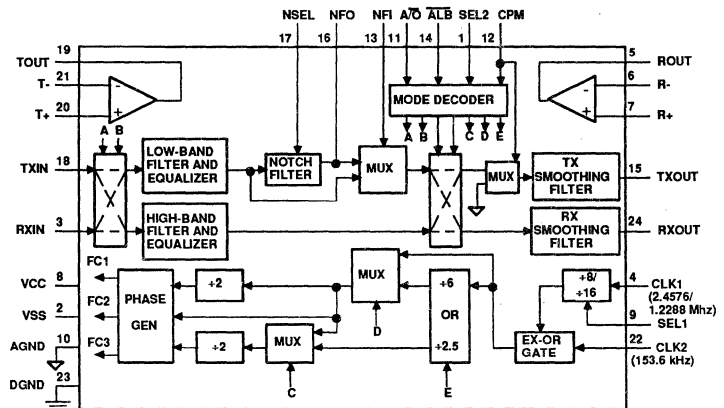 NSEL NFO NFI A/O ALB SEL2 CPM
17 16 13 11 14 1 12
19
TOUT
21
T-
20
T+
5
ROUT
6
R-
7
R+
MODE DECODER
A B C D E
A B
18
TXIN
LOW-BAND
FILTER AND
EQUALIZER
NOTCH
FILTER
MUX
MUX
TX
SMOOTHING
FILTER
15
TXOUT
3
RXIN
HIGH-BAND
FILTER AND
EQUALIZER
RX
SMOOTHING
FILTER
24
RXOUT
FC1
VCC
8
FC2
VSS
2
FC3
AGND
10
DGND
23
PHASE
GEN
÷2
÷2
MUX
MUX
D
C
÷6
OR
÷2.5
E
÷8/
÷16
EX-OR
GATE
4
CLK1
(2.4576/
1.2288 MHz)
9
SEL1
22
CLK2
(153.6 kHz)